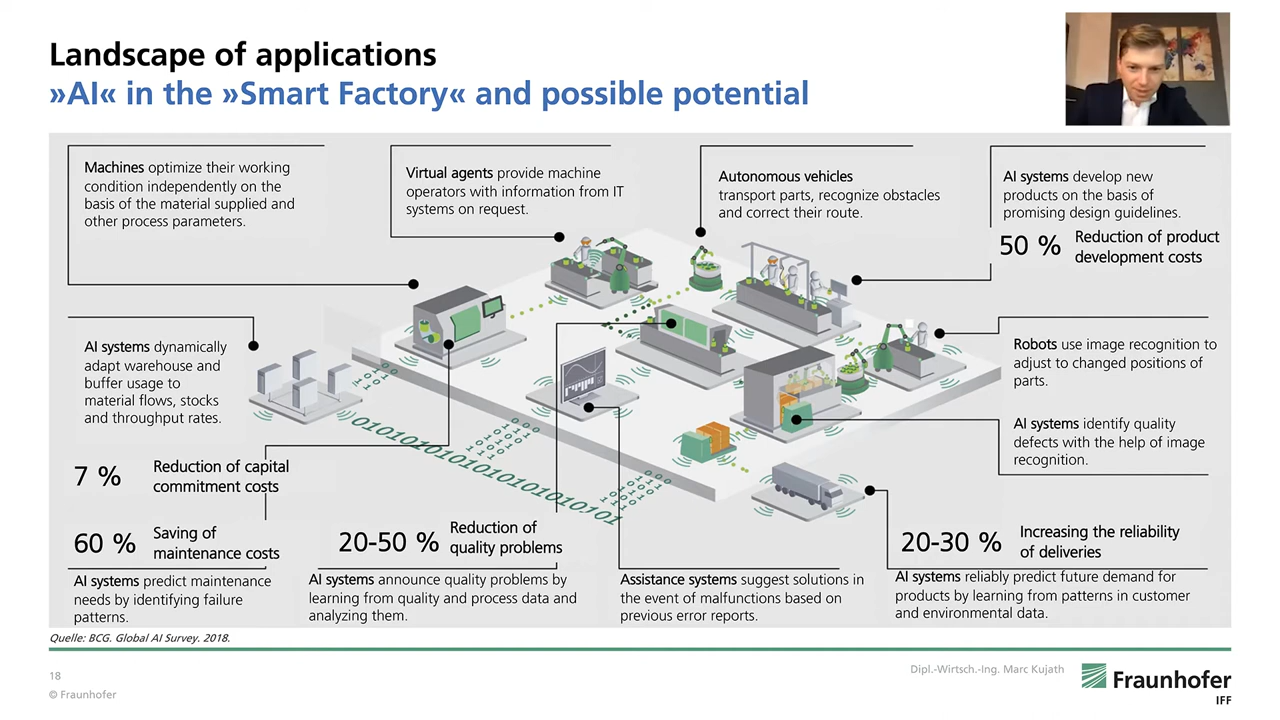 Landscape of applications
»AI« in the »Smart Factory« and possible potential
Machines optimize their working
condition independently on the
basis of the material supplied and
other process parameters.
Virtual agents provide machine
operators with information from IT
systems on request.
Autonomous vehicles
transport parts, recognize obstacles
and correct their route.
AI systems develop new
products on the basis of
promising design guidelines.
50 % Reduction of product
development costs
AI systems dynamically
adapt warehouse and
buffer usage to
material flows, stocks
and throughput rates.
Robots use image recognition to
adjust to changed positions of
parts.
AI systems identify quality
defects with the help of image
recognition.
7 % Reduction of capital
commitment costs
60 % Saving of
maintenance costs
20-50 % Reduction of
quality problems
20-30 % Increasing the reliability
of deliveries
AI systems predict maintenance
needs by identifying failure
patterns.
AI systems announce quality problems by
learning from quality and process data and
analyzing them.
Assistance systems suggest solutions in
the event of malfunctions based on
previous error reports.
AI systems reliably predict future demand for
products by learning from patterns in customer
and environmental data.
Quelle: BCG. Global AI Survey. 2018.
18
© Fraunhofer
Dipl.-Wirtsch.-Ing. Marc Kujath
Fraunhofer
IFF